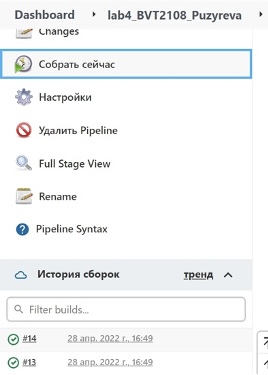 Dashboard lab4_BVT2108_Puzyreva
Changes
Собрать сейчас
Настройки
Удалить Pipeline
Full Stage View
Rename
Pipeline Syntax
История сборок тренд
Filter builds...
#14 28 апр. 2022 г., 16:49
#13 28 апр. 2022 г., 16:49